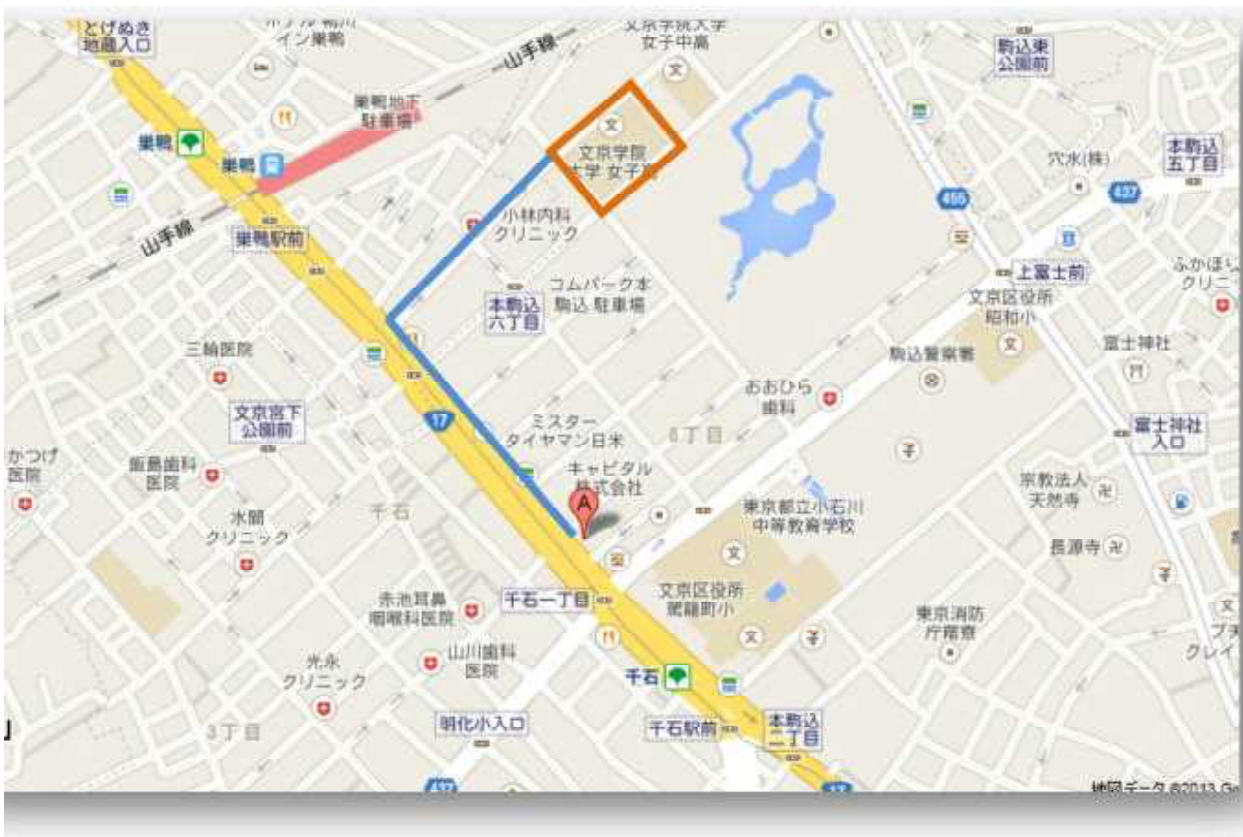 とげぬき
地蔵入口
イン巣鴨
山手線
文京学院大学
女子中高
駒込東
公園前
巣鴨地下
駐車場
巣鴨
巣鴨
文京学院
大学 女子高
穴水(株)
本駒込
五丁目
437
455
小林内科
クリニック
山手線
巣鴨駅前
コムパーク本
駒込 駐車場
本駒込
六丁目
上富士前
ふかほり
クリニ
文京区役所
昭和小
三輪医院
駒込警察署
富士神社
おおひら
歯科
文京宮下
公園前
17
ミスター
タイヤマン日米
6丁目
富士神社
入口
かつげ
医院
飯島歯科
医院
キャピタル
株式会社
A
宗教法人
天然寺
千石
東京都立小石川
中等教育学校
水間
クリニック
長源寺
赤池耳鼻
咽喉科医院
千石一丁目
文京区役所
駕籠町小
東京消防
庁寮
山川歯科
医院
光永
クリニック
千石
クレイ
3丁目
明化小入口
千石駅前
本駒込
二丁目
437
17
地図データ ©2013 Go